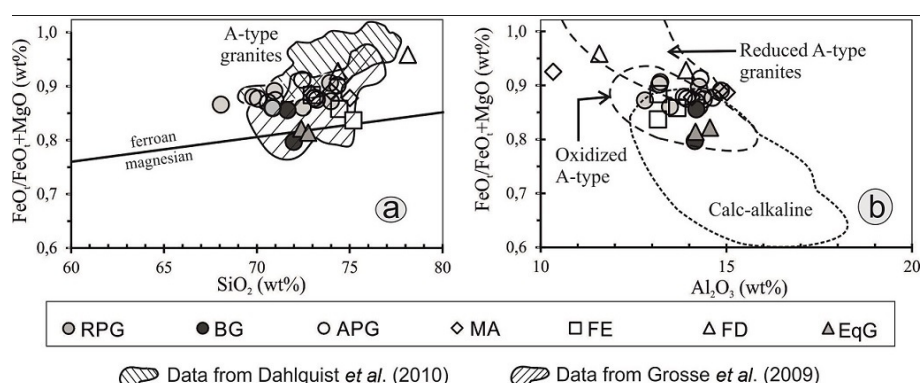 FeOₜ/FeOₜ+MgO (wt%)
1,0
0,9
0,8
0,7
0,6
A-type
granites
ferroan
magnesian
a
60 65 70 75 80
SiO₂ (wt%)
FeOₜ/FeOₜ+MgO (wt%)
1,0
0,9
0,8
0,7
0,6
Reduced A-type
granites
Oxidized
A-type
Calc-alkaline
b
10 15 20
Al₂O₃ (wt%)
RPG BG APG MA FE FD EqG
Data from Dahlquist et al. (2010) Data from Grosse et al. (2009)